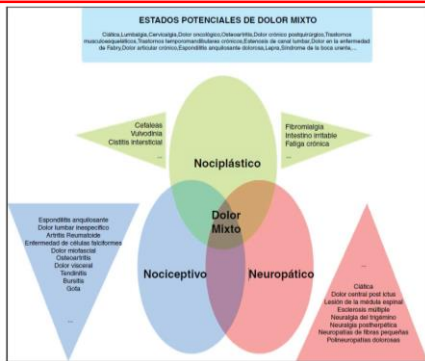 ESTADOS POTENCIALES DE DOLOR MIXTO
Ciática,Lumbalgia,Cervicalgia,Dolor oncológico,Osteoartritis,Dolor crónico postquirúrgico,Trastornos
musculoesqueléticos,Trastornos temporomandibulares crónicos,Estenosis de canal lumbar,Dolor en la enfermedad
de Fabry,Dolor articular crónico,Espondilitis anquilosante dolorosa,Lepra,Síndrome de la boca urente,...
Cefaleas
Vulvodinia
Cistitis intersticial
...
Fibromialgia
Intestino irritable
Fatiga crónica
...
Nociplástico
Dolor
Mixto
Nociceptivo
Neuropático
Espondilitis anquilosante
Dolor lumbar inespecífico
Artritis Reumatoide
Enfermedad de células falciformes
Dolor miofascial
Osteoartritis
Dolor visceral
Tendinitis
Bursitis
Gota
...
...
Ciática
Dolor central post ictus
Lesión de la médula espinal
Esclerosis múltiple
Neuralgia del trigémino
Neuralgia postherpética
Neuropatías de fibras pequeñas
Polineuropatías dolorosas